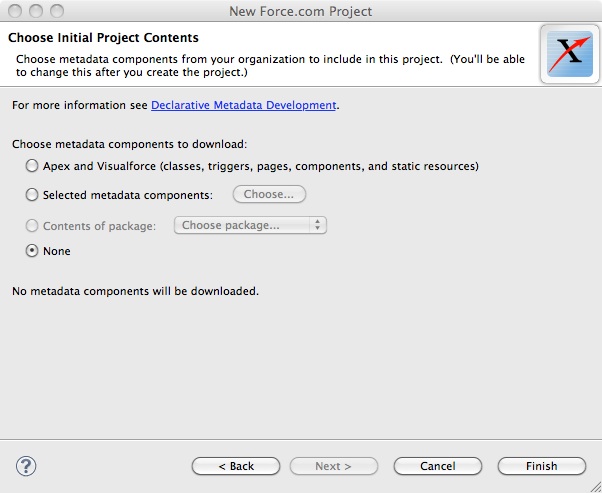 New Force.com Project
Choose Initial Project Contents
Choose metadata components from your organization to include in this project. (You'll be able
to change this after you create the project.)
X
For more information see Declarative Metadata Development.
Choose metadata components to download:
Apex and Visualforce (classes, triggers, pages, components, and static resources)
Selected metadata components: Choose...
Contents of package: Choose package...
None
No metadata components will be downloaded.
? < Back Next > Cancel Finish